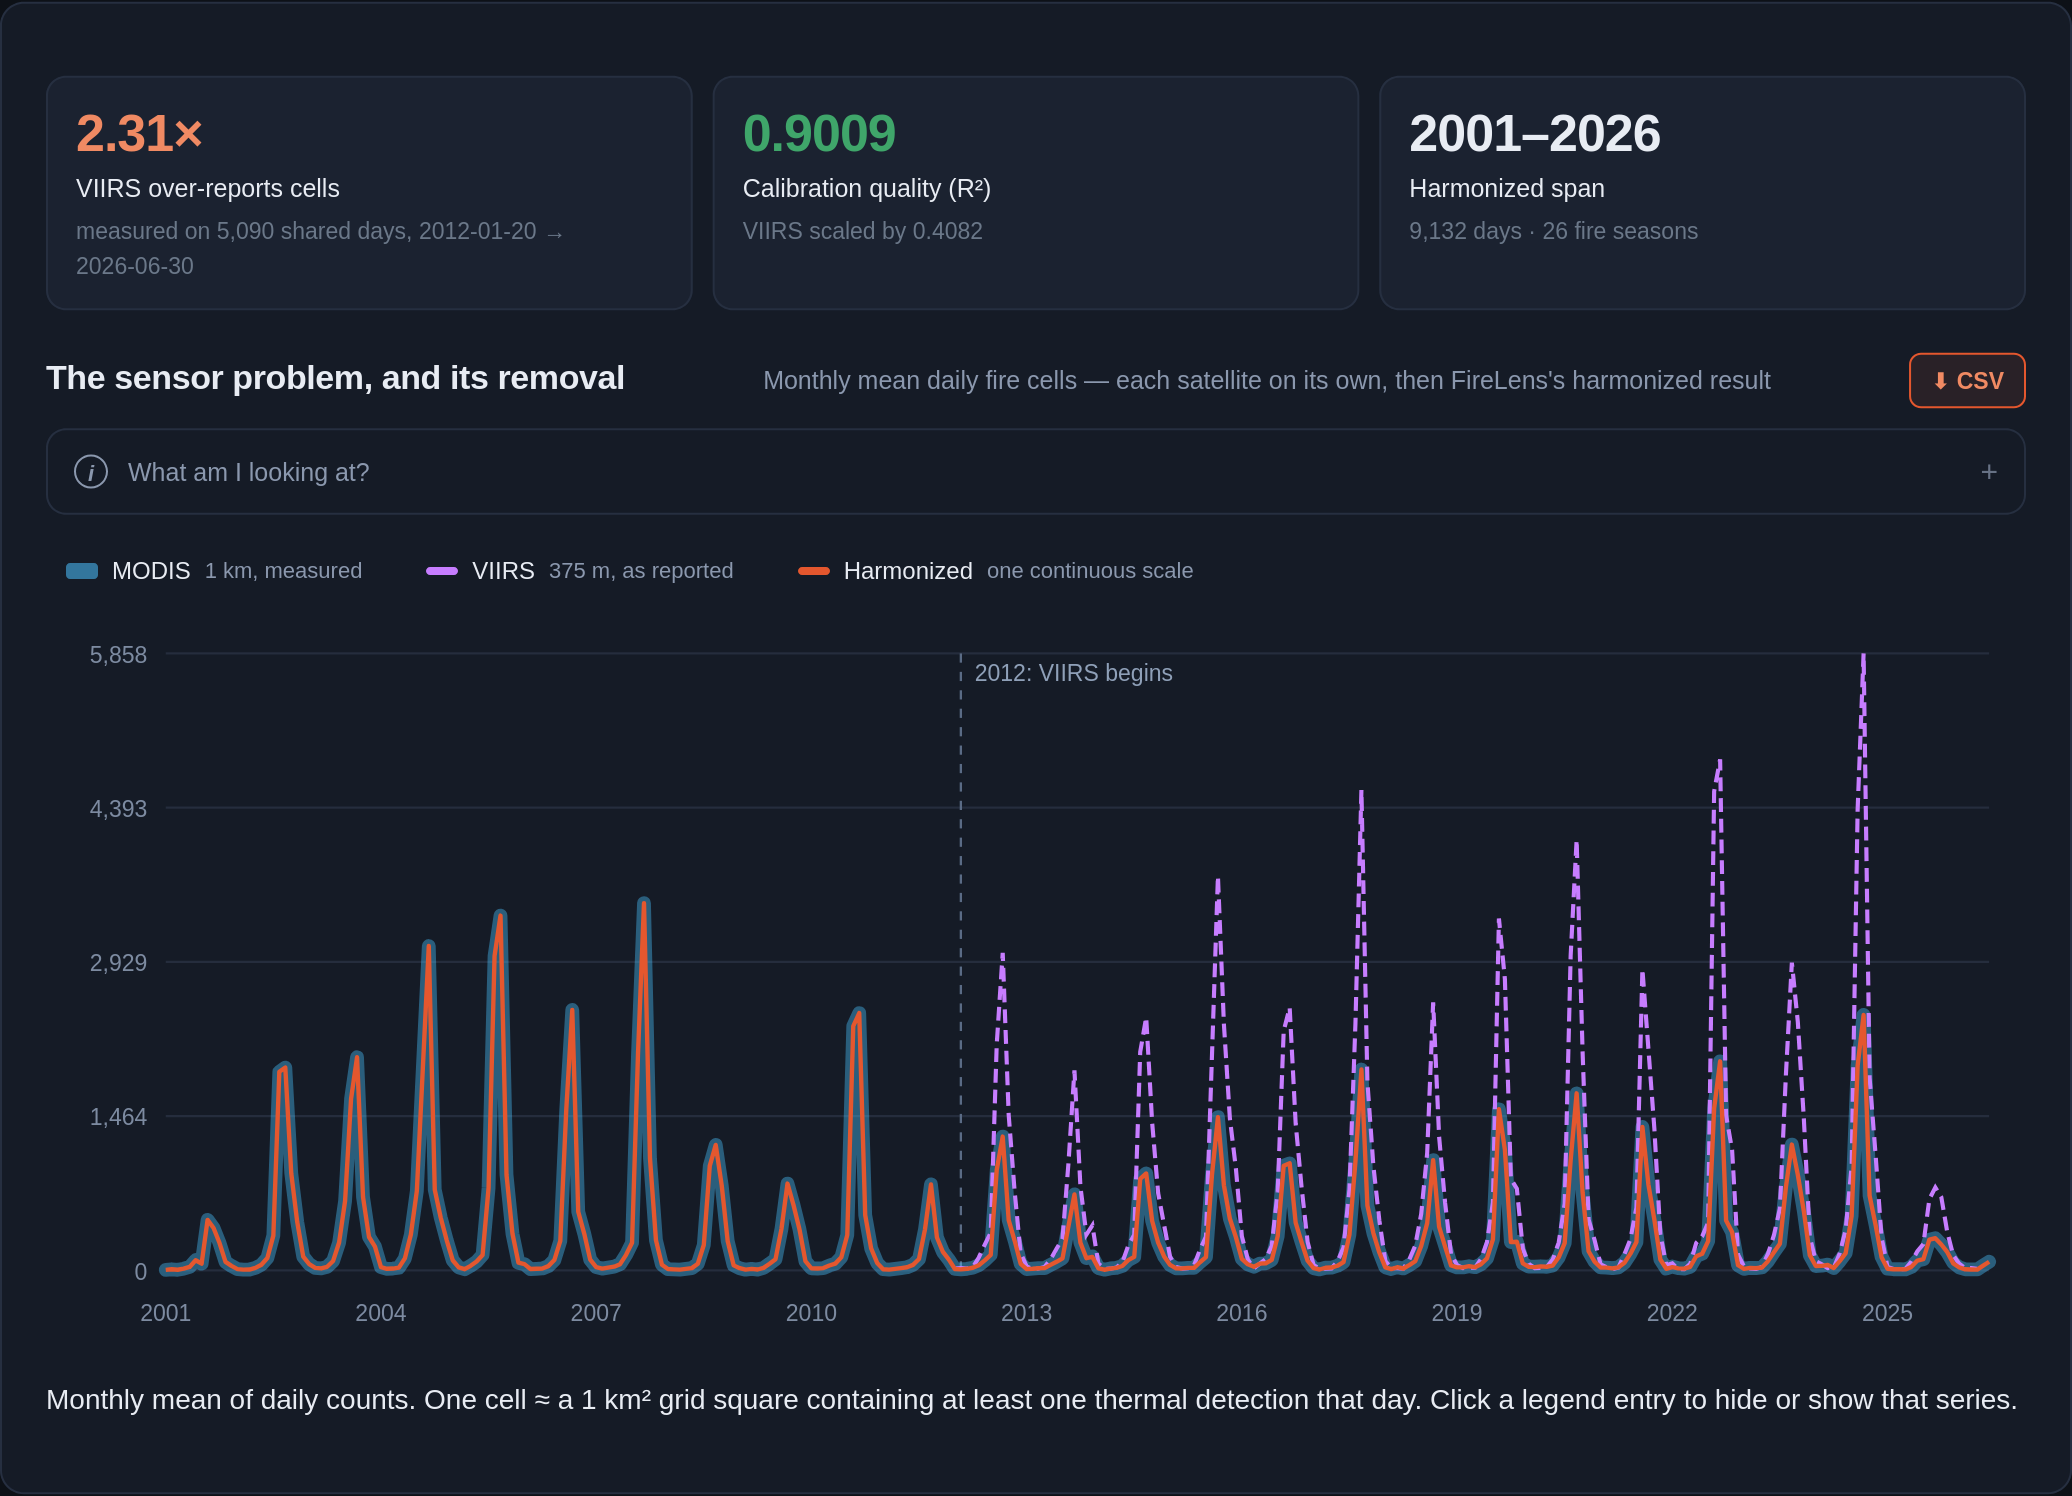 2.31×
VIIRS over-reports cells
measured on 5,090 shared days, 2012-01-20 →
2026-06-30
0.9009
Calibration quality (R²)
VIIRS scaled by 0.4082
2001–2026
Harmonized span
9,132 days · 26 fire seasons
The sensor problem, and its removal
Monthly mean daily fire cells — each satellite on its own, then FireLens's harmonized result
⬇ CSV
i What am I looking at? +
MODIS 1 km, measured VIIRS 375 m, as reported Harmonized one continuous scale
5,858
2012: VIIRS begins
4,393
2,929
1,464
0
2001 2004 2007 2010 2013 2016 2019 2022 2025
Monthly mean of daily counts. One cell ≈ a 1 km² grid square containing at least one thermal detection that day. Click a legend entry to hide or show that series.